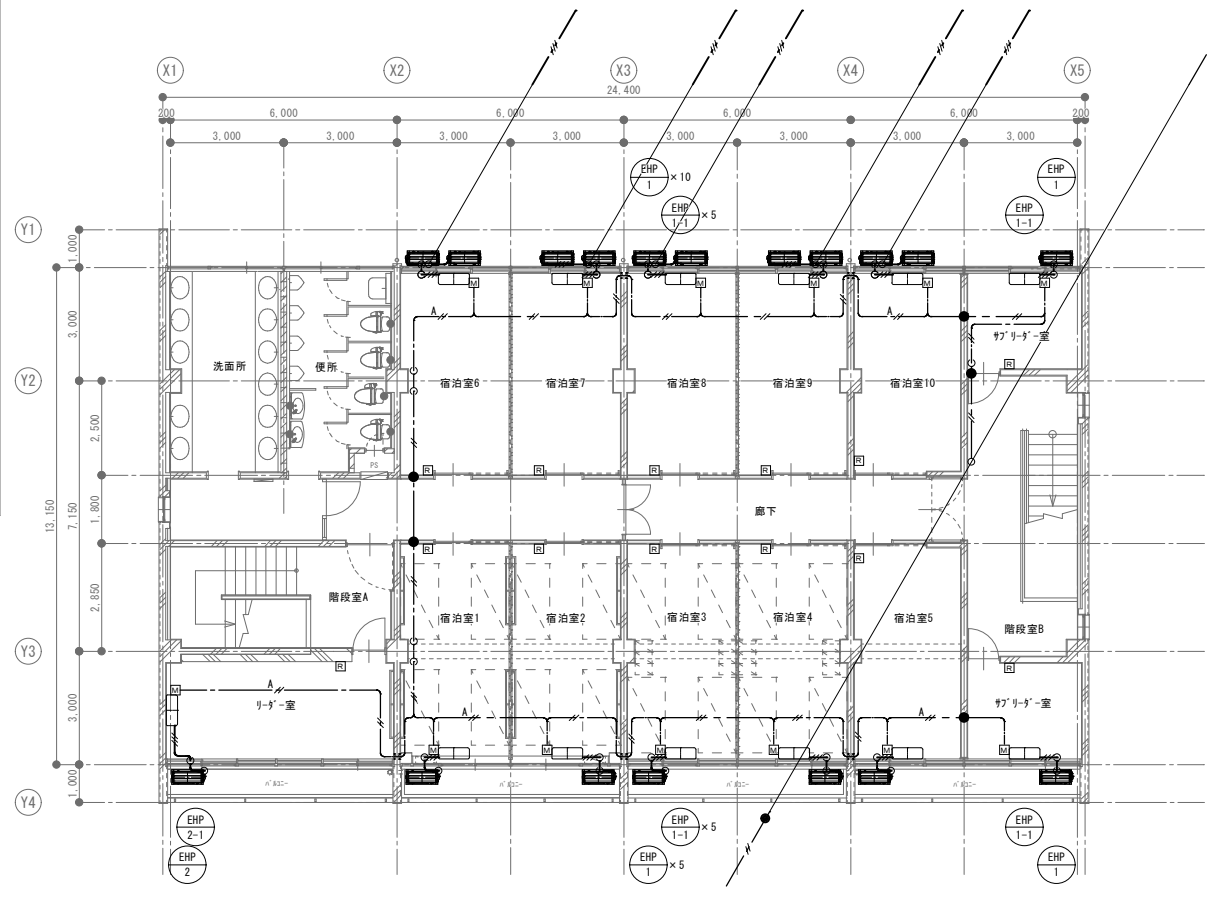 X1
X2
X3
X4
X5
24,400
200
6,000
6,000
6,000
6,000
200
3,000
3,000
3,000
3,000
3,000
3,000
3,000
3,000
EHP
1
×10
EHP
1
EHP
1-1
×5
EHP
1-1
Y1
1,000
M
M
M
M
M
M
3,000
A
A
サブリーダー室
洗面所
便所
R
Y2
宿泊室6
宿泊室7
宿泊室8
宿泊室9
宿泊室10
2,500
PS
R
R
R
R
R
13,150
7,150
1,800
廊下
R
R
R
R
R
2,850
階段室A
宿泊室1
宿泊室2
宿泊室3
宿泊室4
宿泊室5
階段室B
Y3
R
R
M
A
リーダー室
3,000
A
A
サブリーダー室
M
M
M
M
M
M
1,000
バルコニー
バルコニー
バルコニー
Y4
EHP
2-1
EHP
1-1
×5
EHP
1-1
EHP
2
EHP
1
×5
EHP
1